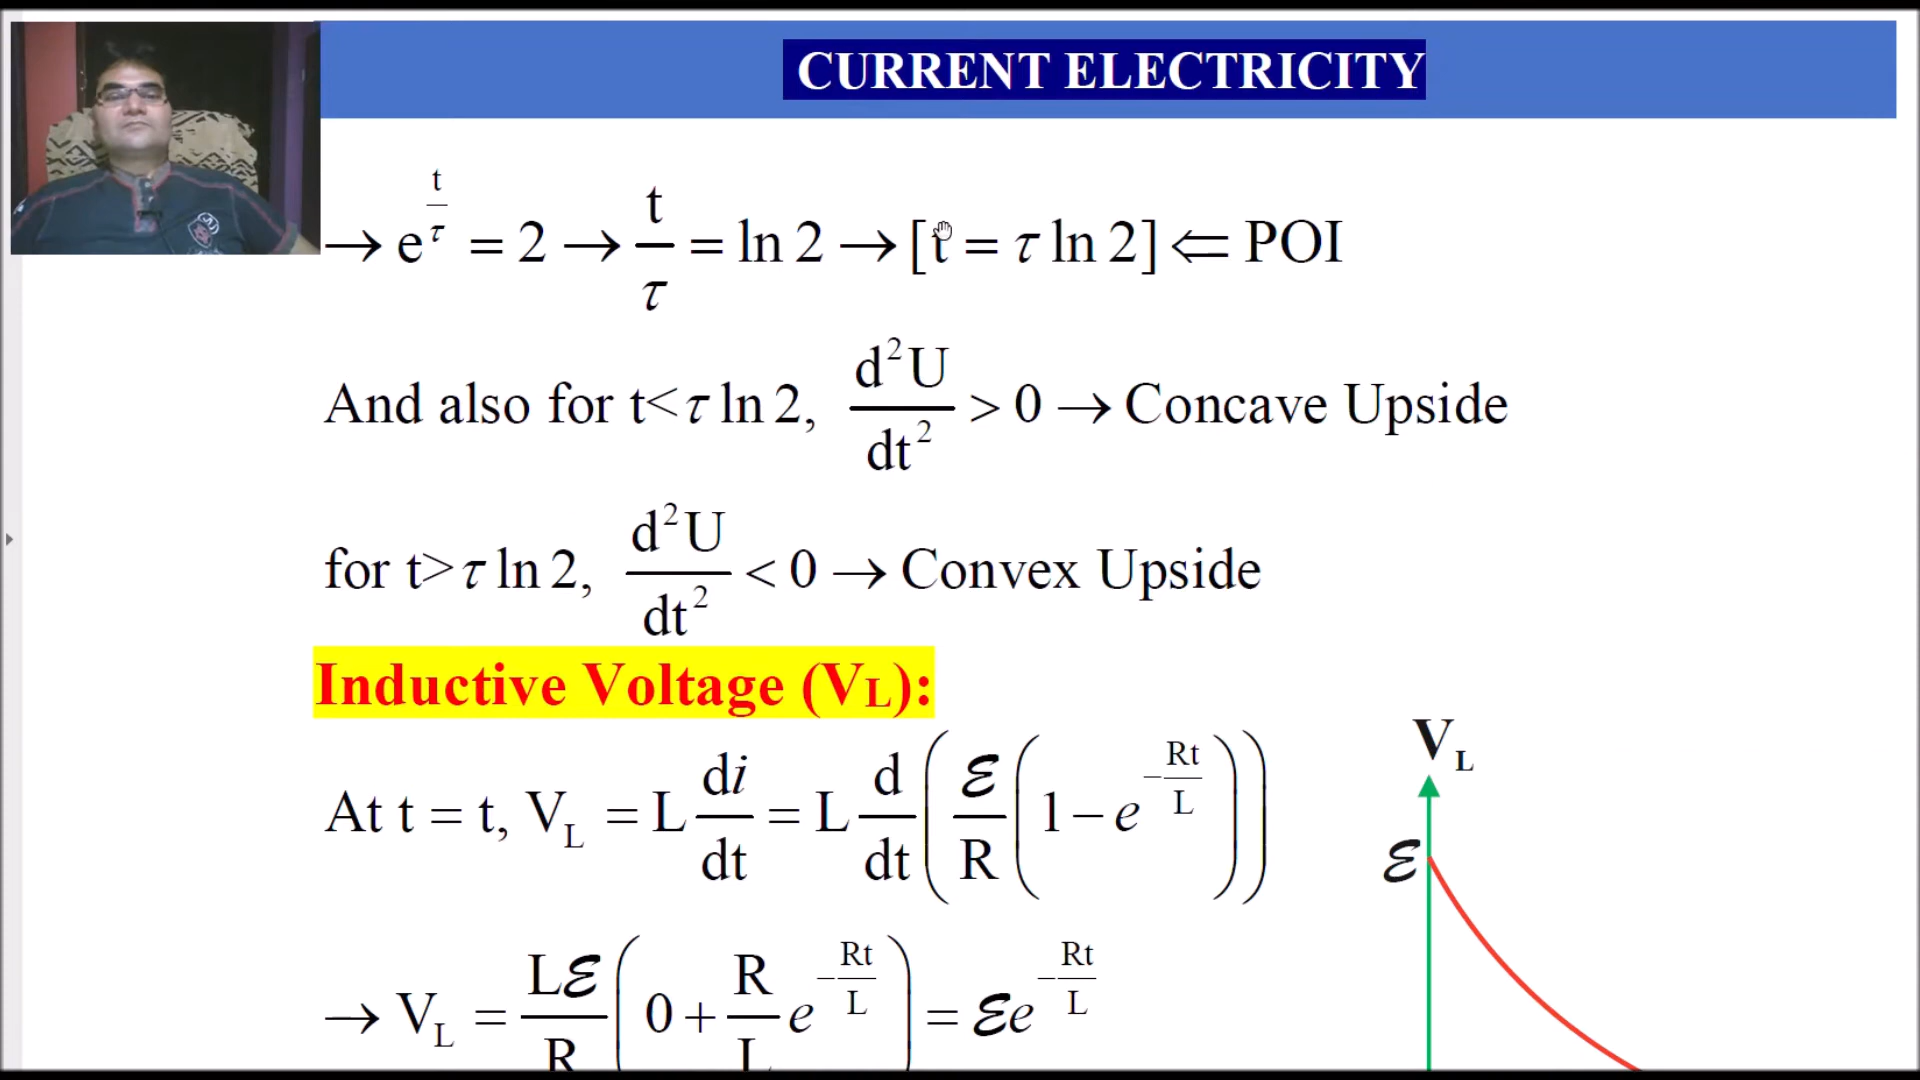 CURRENT ELECTRICITY
→ e^(t/τ) = 2 → t/τ = ln 2 → [t = τ ln 2] ⇐ POI
And also for t< τ ln 2, d²U/dt² > 0 → Concave Upside
for t> τ ln 2, d²U/dt² < 0 → Convex Upside
Inductive Voltage (V_L):
At t = t, V_L = L di/dt = L d/dt (ℰ/R (1 − e^(−Rt/L)))
→ V_L = Lℰ/R (0 + R/L e^(−Rt/L)) = ℰe^(−Rt/L)
V_L
ℰ